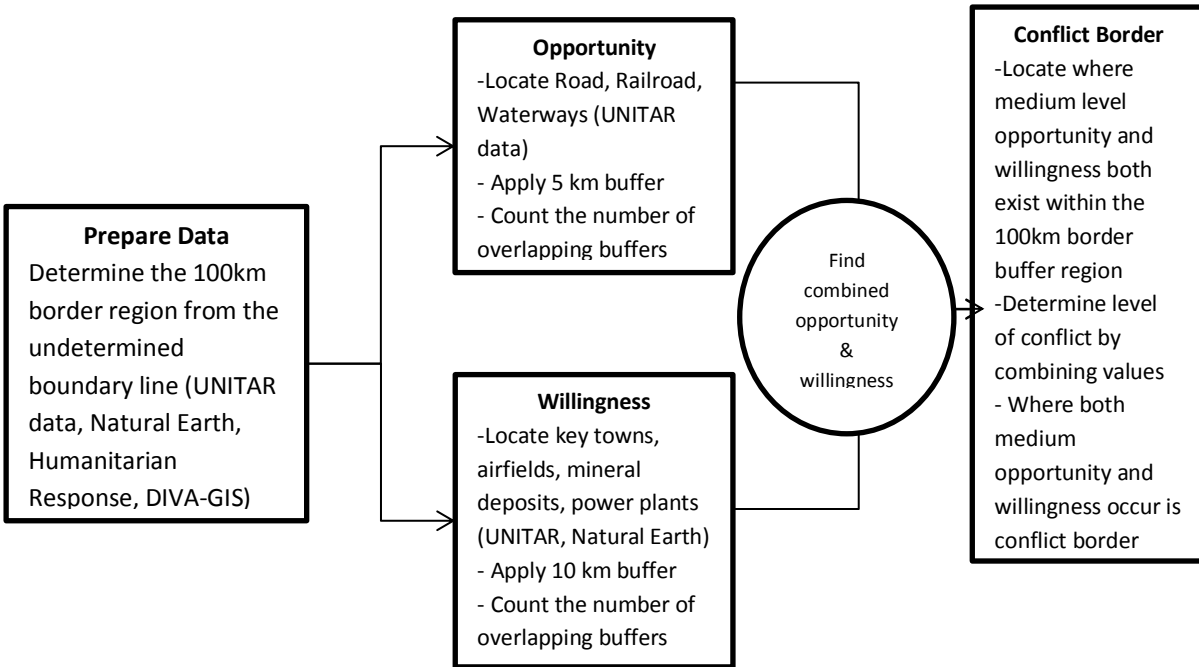 Prepare Data
Determine the 100km
border region from the
undetermined
boundary line (UNITAR
data, Natural Earth,
Humanitarian
Response, DIVA-GIS)
Opportunity
-Locate Road, Railroad,
Waterways (UNITAR
data)
- Apply 5 km buffer
- Count the number of
overlapping buffers
Willingness
-Locate key towns,
airfields, mineral
deposits, power plants
(UNITAR, Natural Earth)
- Apply 10 km buffer
- Count the number of
overlapping buffers
Find
combined
opportunity
&
willingness
Conflict Border
-Locate where
medium level
opportunity and
willingness both
exist within the
100km border
buffer region
-Determine level
of conflict by
combining values
- Where both
medium
opportunity and
willingness occur is
conflict border